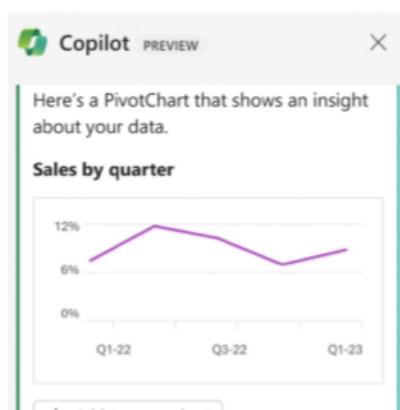 Copilot PREVIEW
Here's a PivotChart that shows an insight
about your data.
Sales by quarter
12%
6%
0%
Q1-22 Q3-22 Q1-23